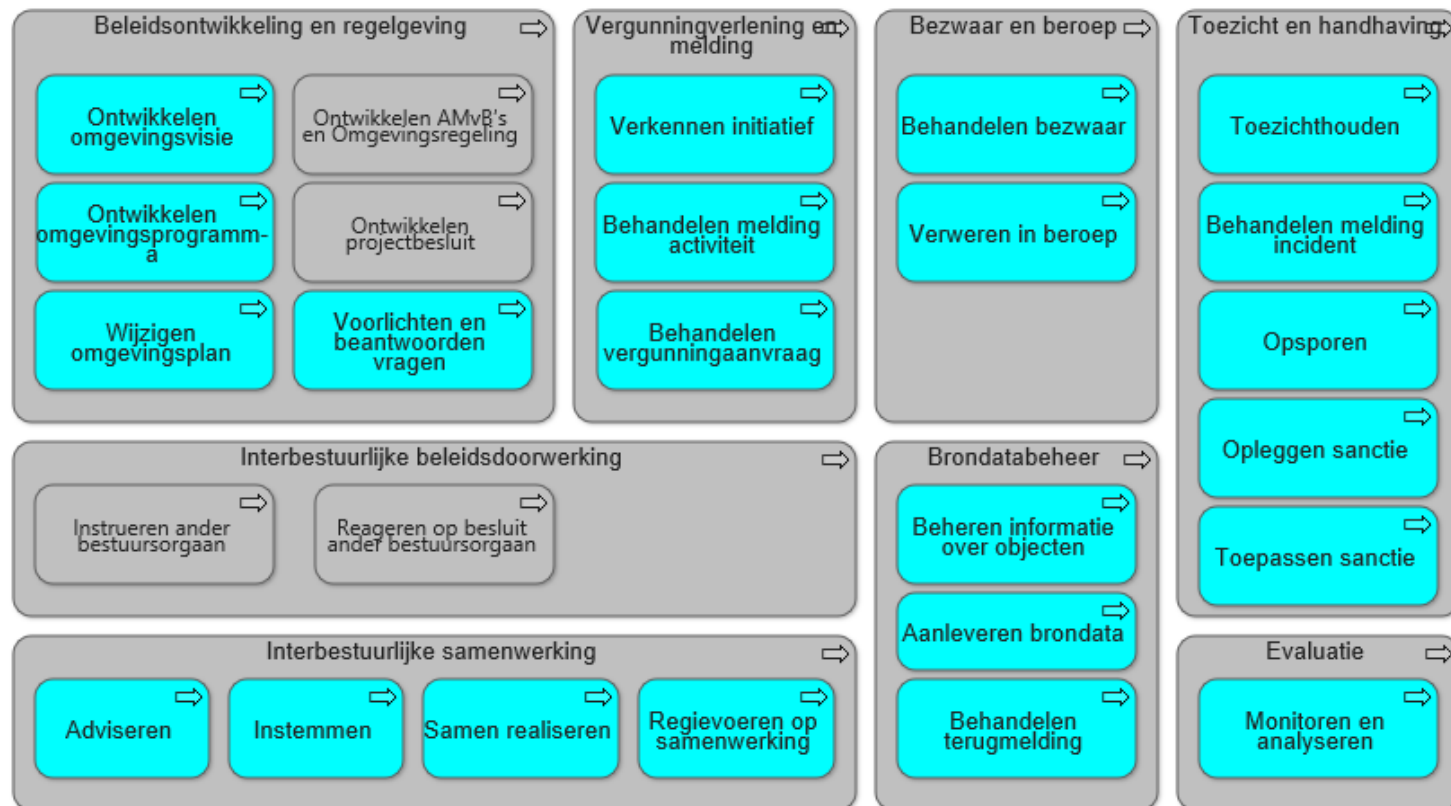 Beleidsontwikkeling en regelgeving
Ontwikkelen
omgevingsvisie
Ontwikkelen AMvB's
en Omgevingsregeling
Ontwikkelen
omgevingsprogramm-
a
Ontwikkelen
projectbesluit
Wijzigen
omgevingsplan
Voorlichten en
beantwoorden
vragen
Vergunningverlening en
melding
Verkennen initiatief
Behandelen melding
activiteit
Behandelen
vergunningaanvraag
Bezwaar en beroep
Behandelen bezwaar
Verweren in beroep
Toezicht en handhaving
Toezichthouden
Behandelen melding
incident
Opsporen
Opleggen sanctie
Toepassen sanctie
Interbestuurlijke beleidsdoorwerking
Instrueren ander
bestuursorgaan
Reageren op besluit
ander bestuursorgaan
Brondatabeheer
Beheren informatie
over objecten
Aanleveren brondata
Behandelen
terugmelding
Interbestuurlijke samenwerking
Adviseren
Instemmen
Samen realiseren
Regievoeren op
samenwerking
Evaluatie
Monitoren en
analyseren